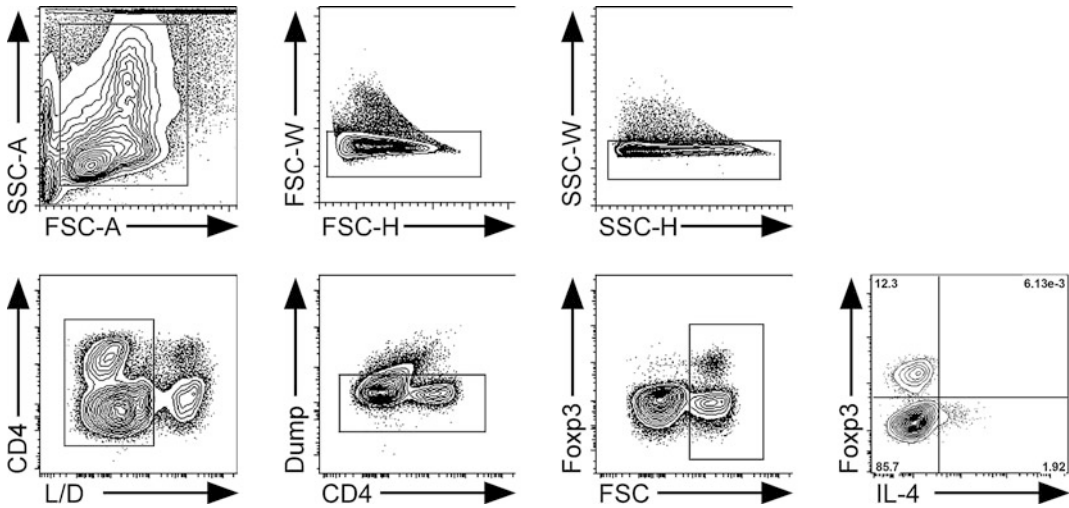 SSC-A
FSC-A
FSC-W
FSC-H
SSC-W
SSC-H
CD4
L/D
Dump
CD4
Foxp3
FSC
Foxp3
12.3
6.13e-3
85.7
1.92
IL-4